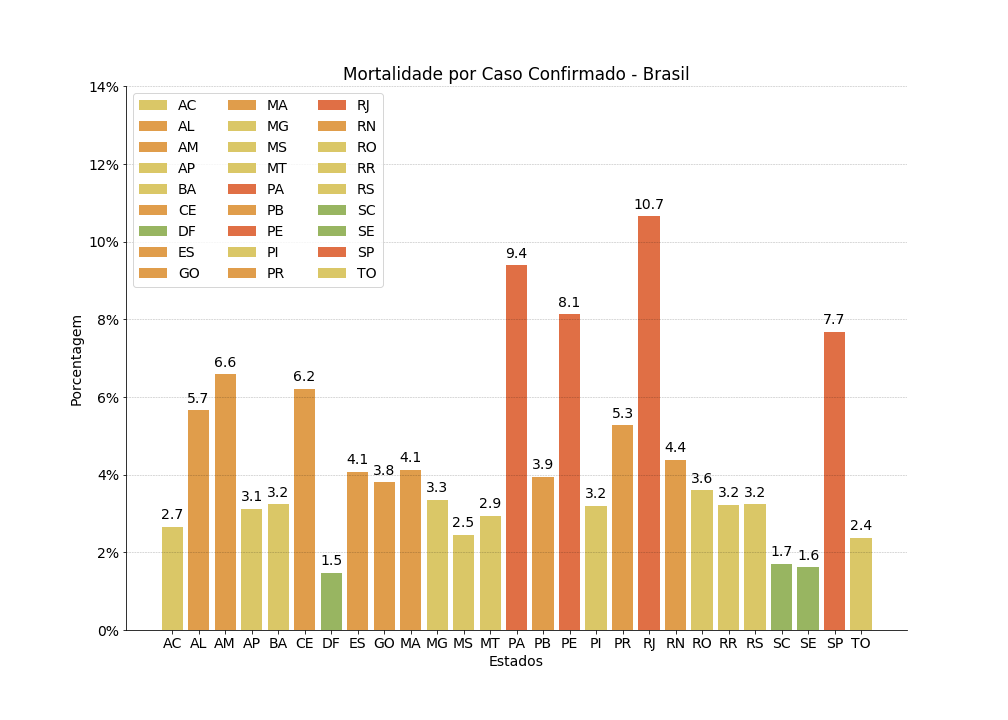 Mortalidade por Caso Confirmado - Brasil
14%
12%
10%
8%
6%
4%
2%
0%
Porcentagem
AC MA RJ
AL MG RN
AM MS RO
AP MT RR
BA PA RS
CE PB SC
DF PE SE
ES PI SP
GO PR TO
2.7 5.7 6.6 3.1 3.2 6.2 1.5 4.1 3.8 4.1 3.3 2.5 2.9 9.4 3.9 8.1 3.2 5.3 10.7 4.4 3.6 3.2 3.2 1.7 1.6 7.7 2.4
AC AL AM AP BA CE DF ES GO MA MG MS MT PA PB PE PI PR RJ RN RO RR RS SC SE SP TO
Estados